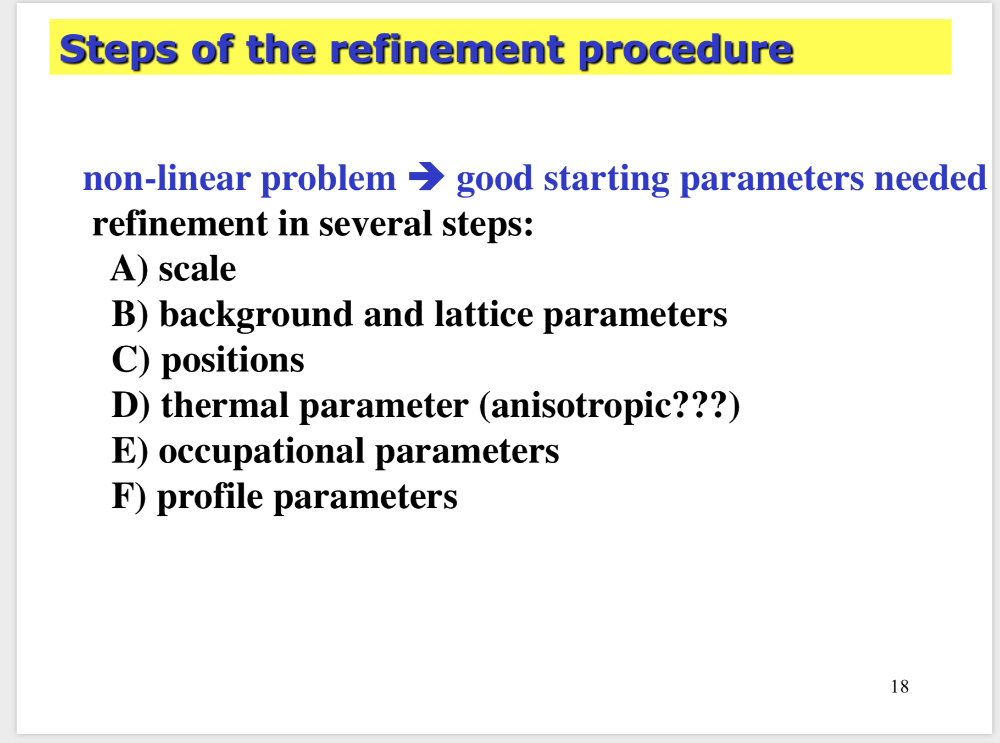 Steps of the refinement procedure
non-linear problem ➔ good starting parameters needed
refinement in several steps:
A) scale
B) background and lattice parameters
C) positions
D) thermal parameter (anisotropic???)
E) occupational parameters
F) profile parameters
18